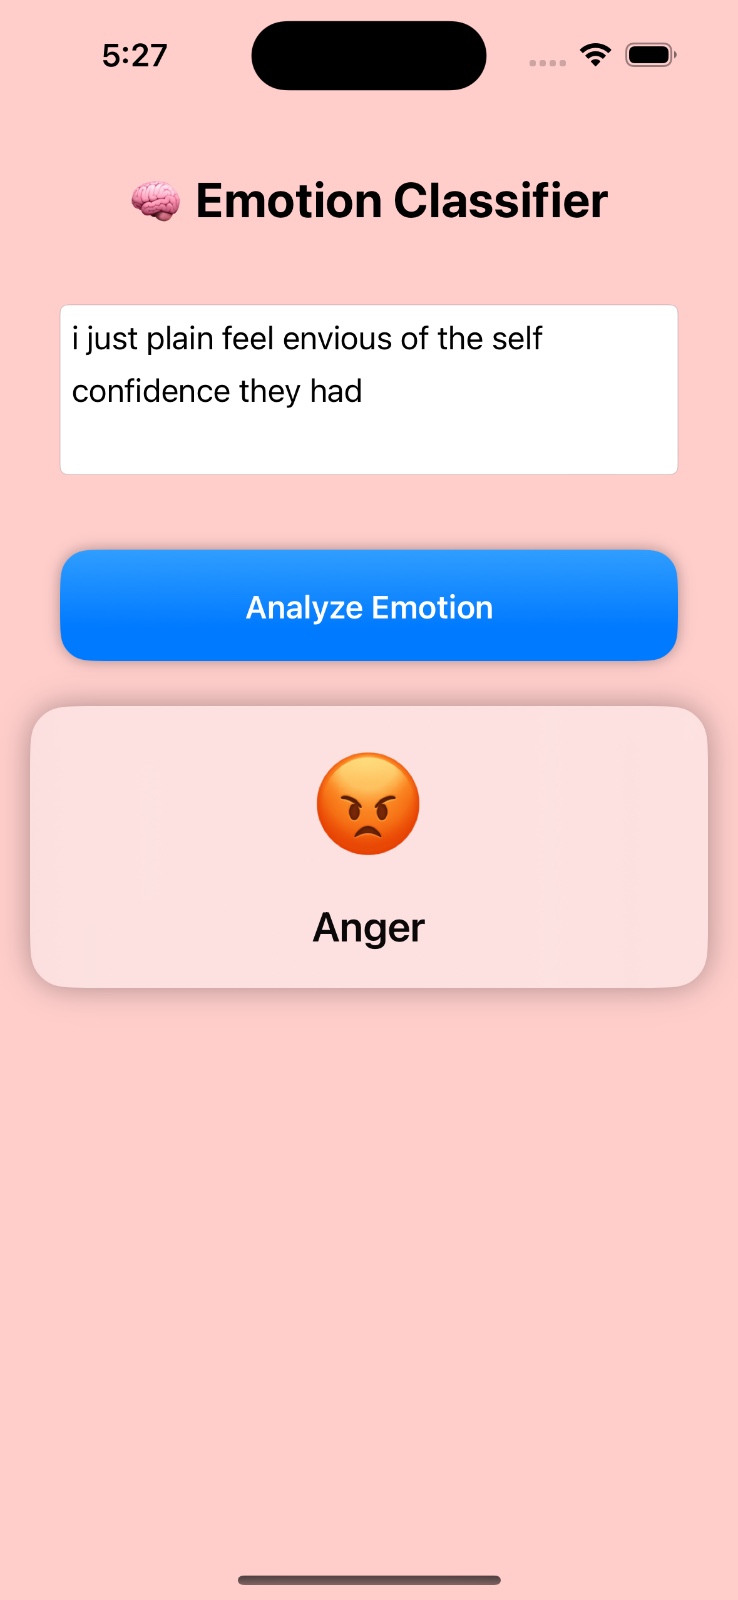 5:27
🧠 Emotion Classifier
i just plain feel envious of the self
confidence they had
Analyze Emotion
Anger